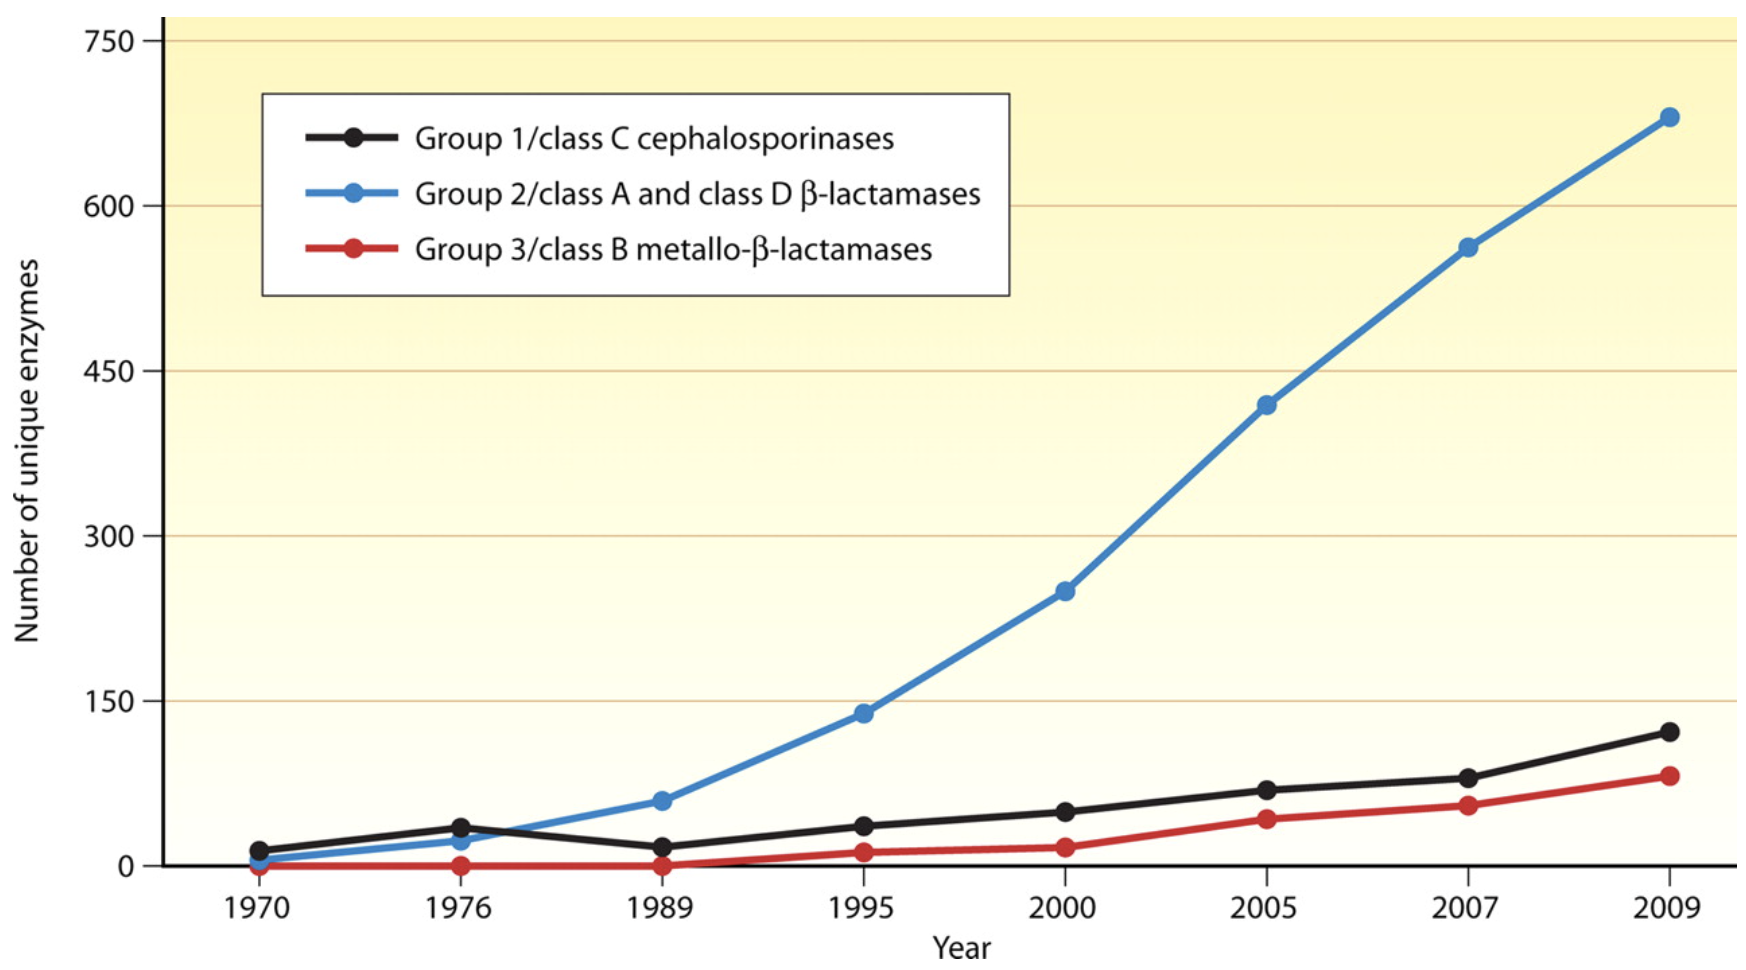 750
600
450
300
150
0
Number of unique enzymes
Group 1/class C cephalosporinases
Group 2/class A and class D β-lactamases
Group 3/class B metallo-β-lactamases
1970 1976 1989 1995 2000 2005 2007 2009
Year